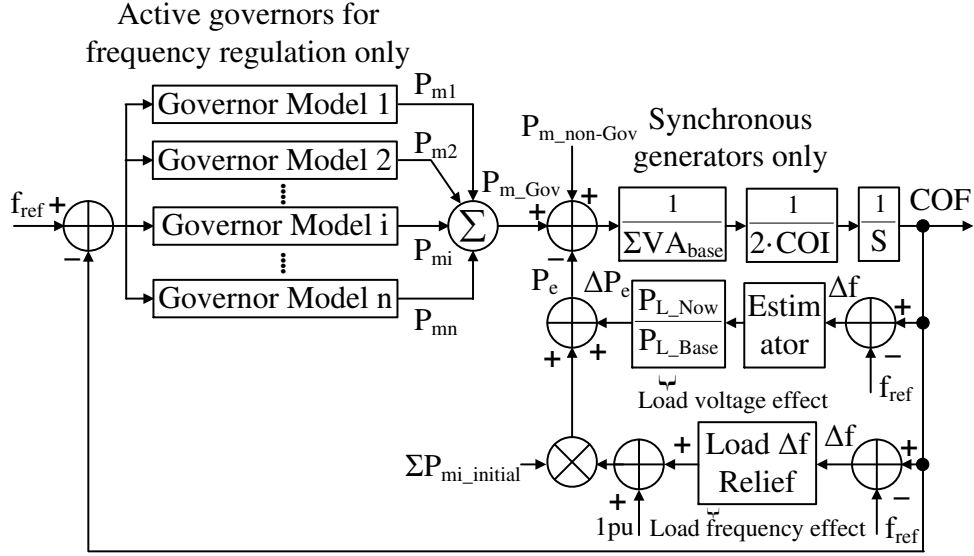 Active governors for
frequency regulation only
Governor Model 1
P_m1
Governor Model 2
P_m2
Governor Model i
P_mi
Governor Model n
P_mn
f_ref
+
−
Σ
P_m_Gov
P_m_non-Gov
+
+
−
Synchronous
generators only
1
ΣVA_base
1
2·COI
1
S
COF
P_e
ΔP_e
+
+
P_L_Now
P_L_Base
Estim
ator
Δf
+
−
f_ref
Load voltage effect
ΣP_mi_initial
+
+
1pu
Load Δf
Relief
Δf
+
−
f_ref
Load frequency effect